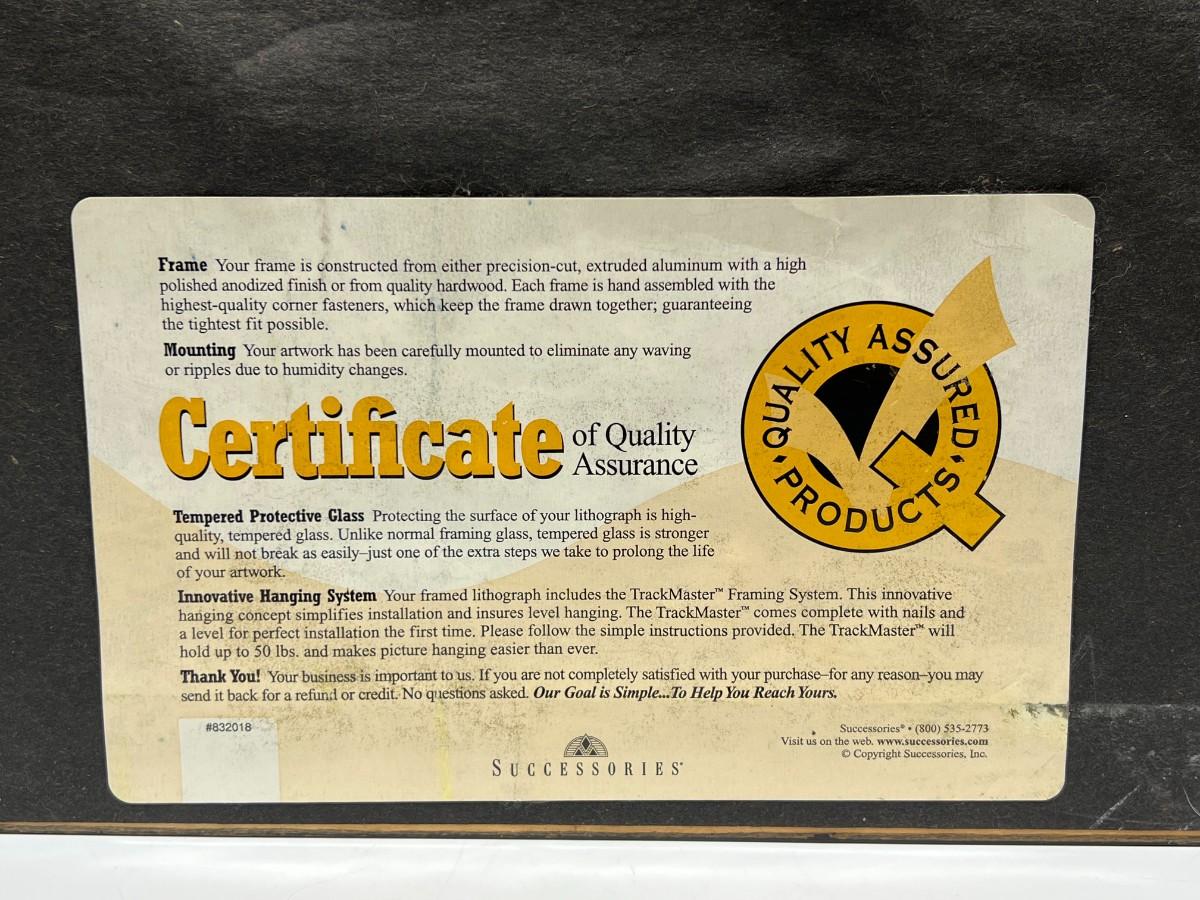 Frame Your frame is constructed from either precision-cut, extruded aluminum with a high
polished anodized finish or from quality hardwood. Each frame is hand assembled with the
highest-quality corner fasteners, which keep the frame drawn together; guaranteeing
the tightest fit possible.
Mounting Your artwork has been carefully mounted to eliminate any waving
or ripples due to humidity changes.
Certificate of Quality
Assurance
QUALITY ASSURED
PRODUCTS
Tempered Protective Glass Protecting the surface of your lithograph is high-
quality, tempered glass. Unlike normal framing glass, tempered glass is stronger
and will not break as easily–just one of the extra steps we take to prolong the life
of your artwork.
Innovative Hanging System Your framed lithograph includes the TrackMaster™ Framing System. This innovative
hanging concept simplifies installation and insures level hanging. The TrackMaster™ comes complete with nails and
a level for perfect installation the first time. Please follow the simple instructions provided. The TrackMaster™ will
hold up to 50 lbs. and makes picture hanging easier than ever.
Thank You! Your business is important to us. If you are not completely satisfied with your purchase–for any reason–you may
send it back for a refund or credit. No questions asked. Our Goal is Simple...To Help You Reach Yours.
#832018
SUCCESSORIES®
Successories® • (800) 535-2773
Visit us on the web. www.successories.com
© Copyright Successories, Inc.